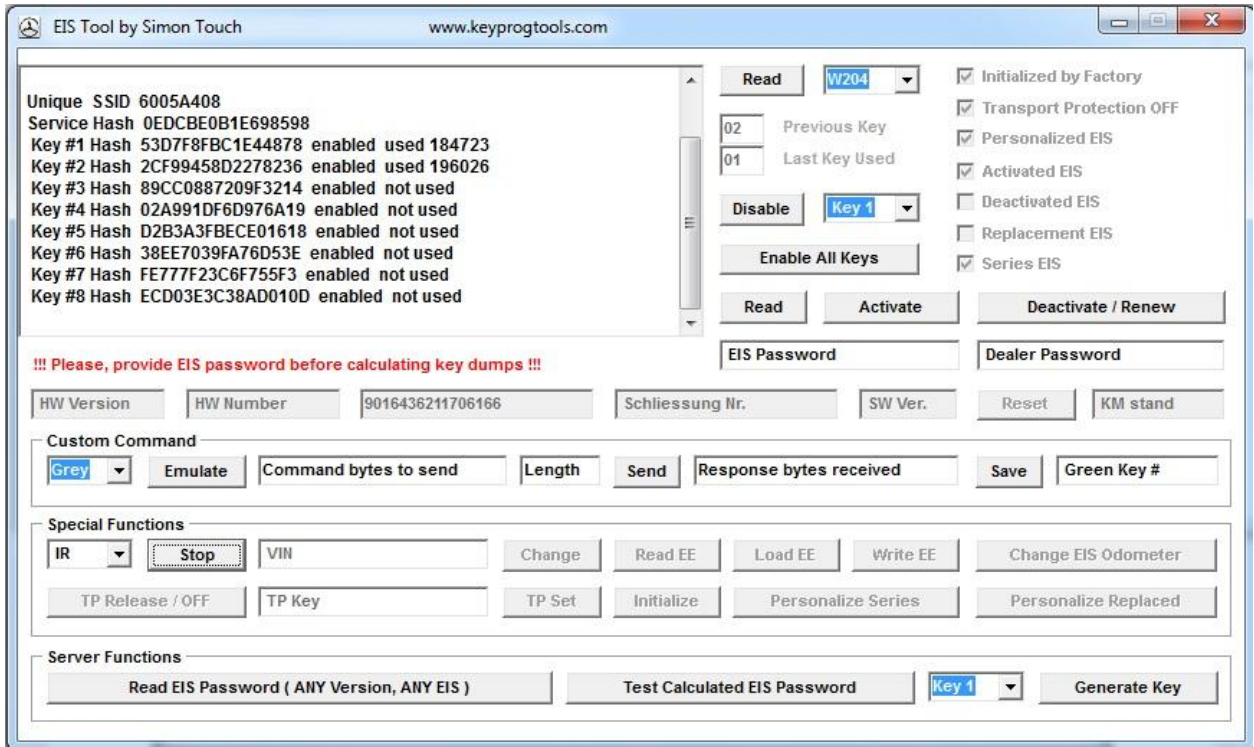 EIS Tool by Simon Touch www.keyprogtools.com
Unique SSID 6005A408
Service Hash 0EDCBE0B1E698598
Key #1 Hash 53D7F8FBC1E44878 enabled used 184723
Key #2 Hash 2CF99458D2278236 enabled used 196026
Key #3 Hash 89CC0887209F3214 enabled not used
Key #4 Hash 02A991DF6D976A19 enabled not used
Key #5 Hash D2B3A3FBECE01618 enabled not used
Key #6 Hash 38EE7039FA76D53E enabled not used
Key #7 Hash FE777F23C6F755F3 enabled not used
Key #8 Hash ECD03E3C38AD010D enabled not used
Read W204
02 Previous Key
01 Last Key Used
Disable Key 1
Enable All Keys
Initialized by Factory
Transport Protection OFF
Personalized EIS
Activated EIS
Deactivated EIS
Replacement EIS
Series EIS
Read Activate Deactivate / Renew
!!! Please, provide EIS password before calculating key dumps !!! EIS Password Dealer Password
HW Version HW Number 9016436211706166 Schliessung Nr. SW Ver. Reset KM stand
Custom Command
Grey Emulate Command bytes to send Length Send Response bytes received Save Green Key #
Special Functions
IR Stop VIN Change Read EE Load EE Write EE Change EIS Odometer
TP Release / OFF TP Key TP Set Initialize Personalize Series Personalize Replaced
Server Functions
Read EIS Password ( ANY Version, ANY EIS ) Test Calculated EIS Password Key 1 Generate Key